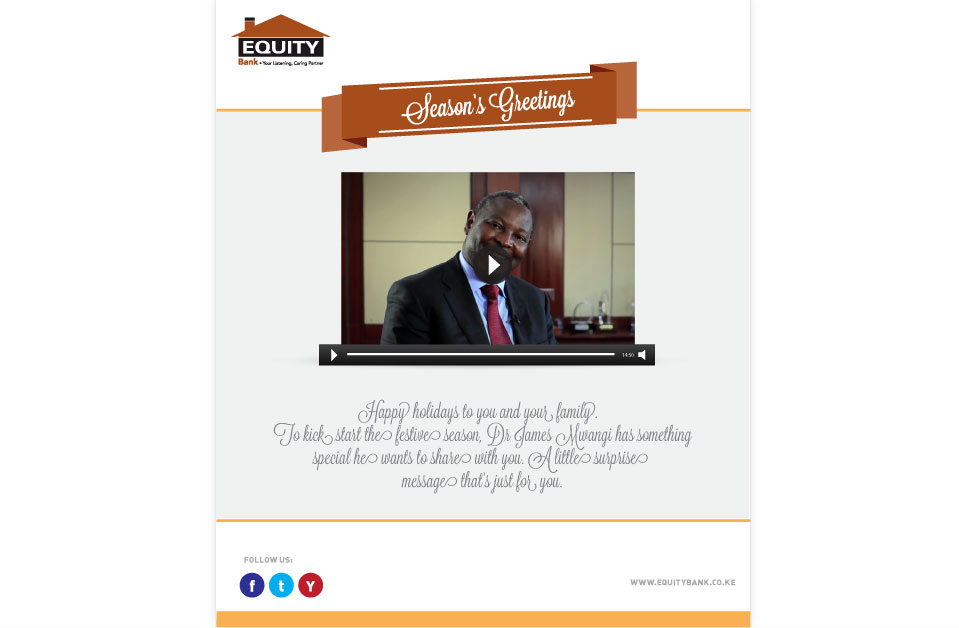 EQUITY
Bank • Your Listening, Caring Partner
Season's Greetings
14:50
Happy holidays to you and your family.
To kick start the festive season, Dr James Mwangi has something
special he wants to share with you. A little surprise
message that's just for you.
FOLLOW US:
f t Y
WWW.EQUITYBANK.CO.KE